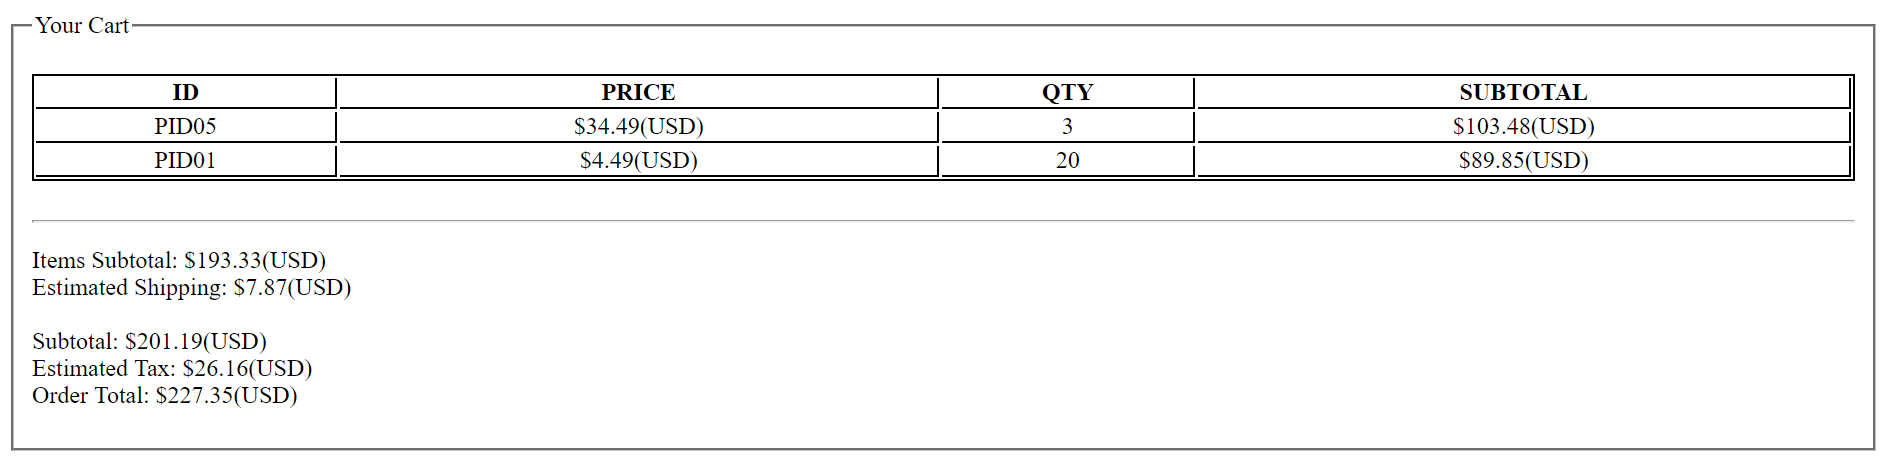 Your Cart
ID PRICE QTY SUBTOTAL
PID05 $34.49(USD) 3 $103.48(USD)
PID01 $4.49(USD) 20 $89.85(USD)
Items Subtotal: $193.33(USD)
Estimated Shipping: $7.87(USD)
Subtotal: $201.19(USD)
Estimated Tax: $26.16(USD)
Order Total: $227.35(USD)